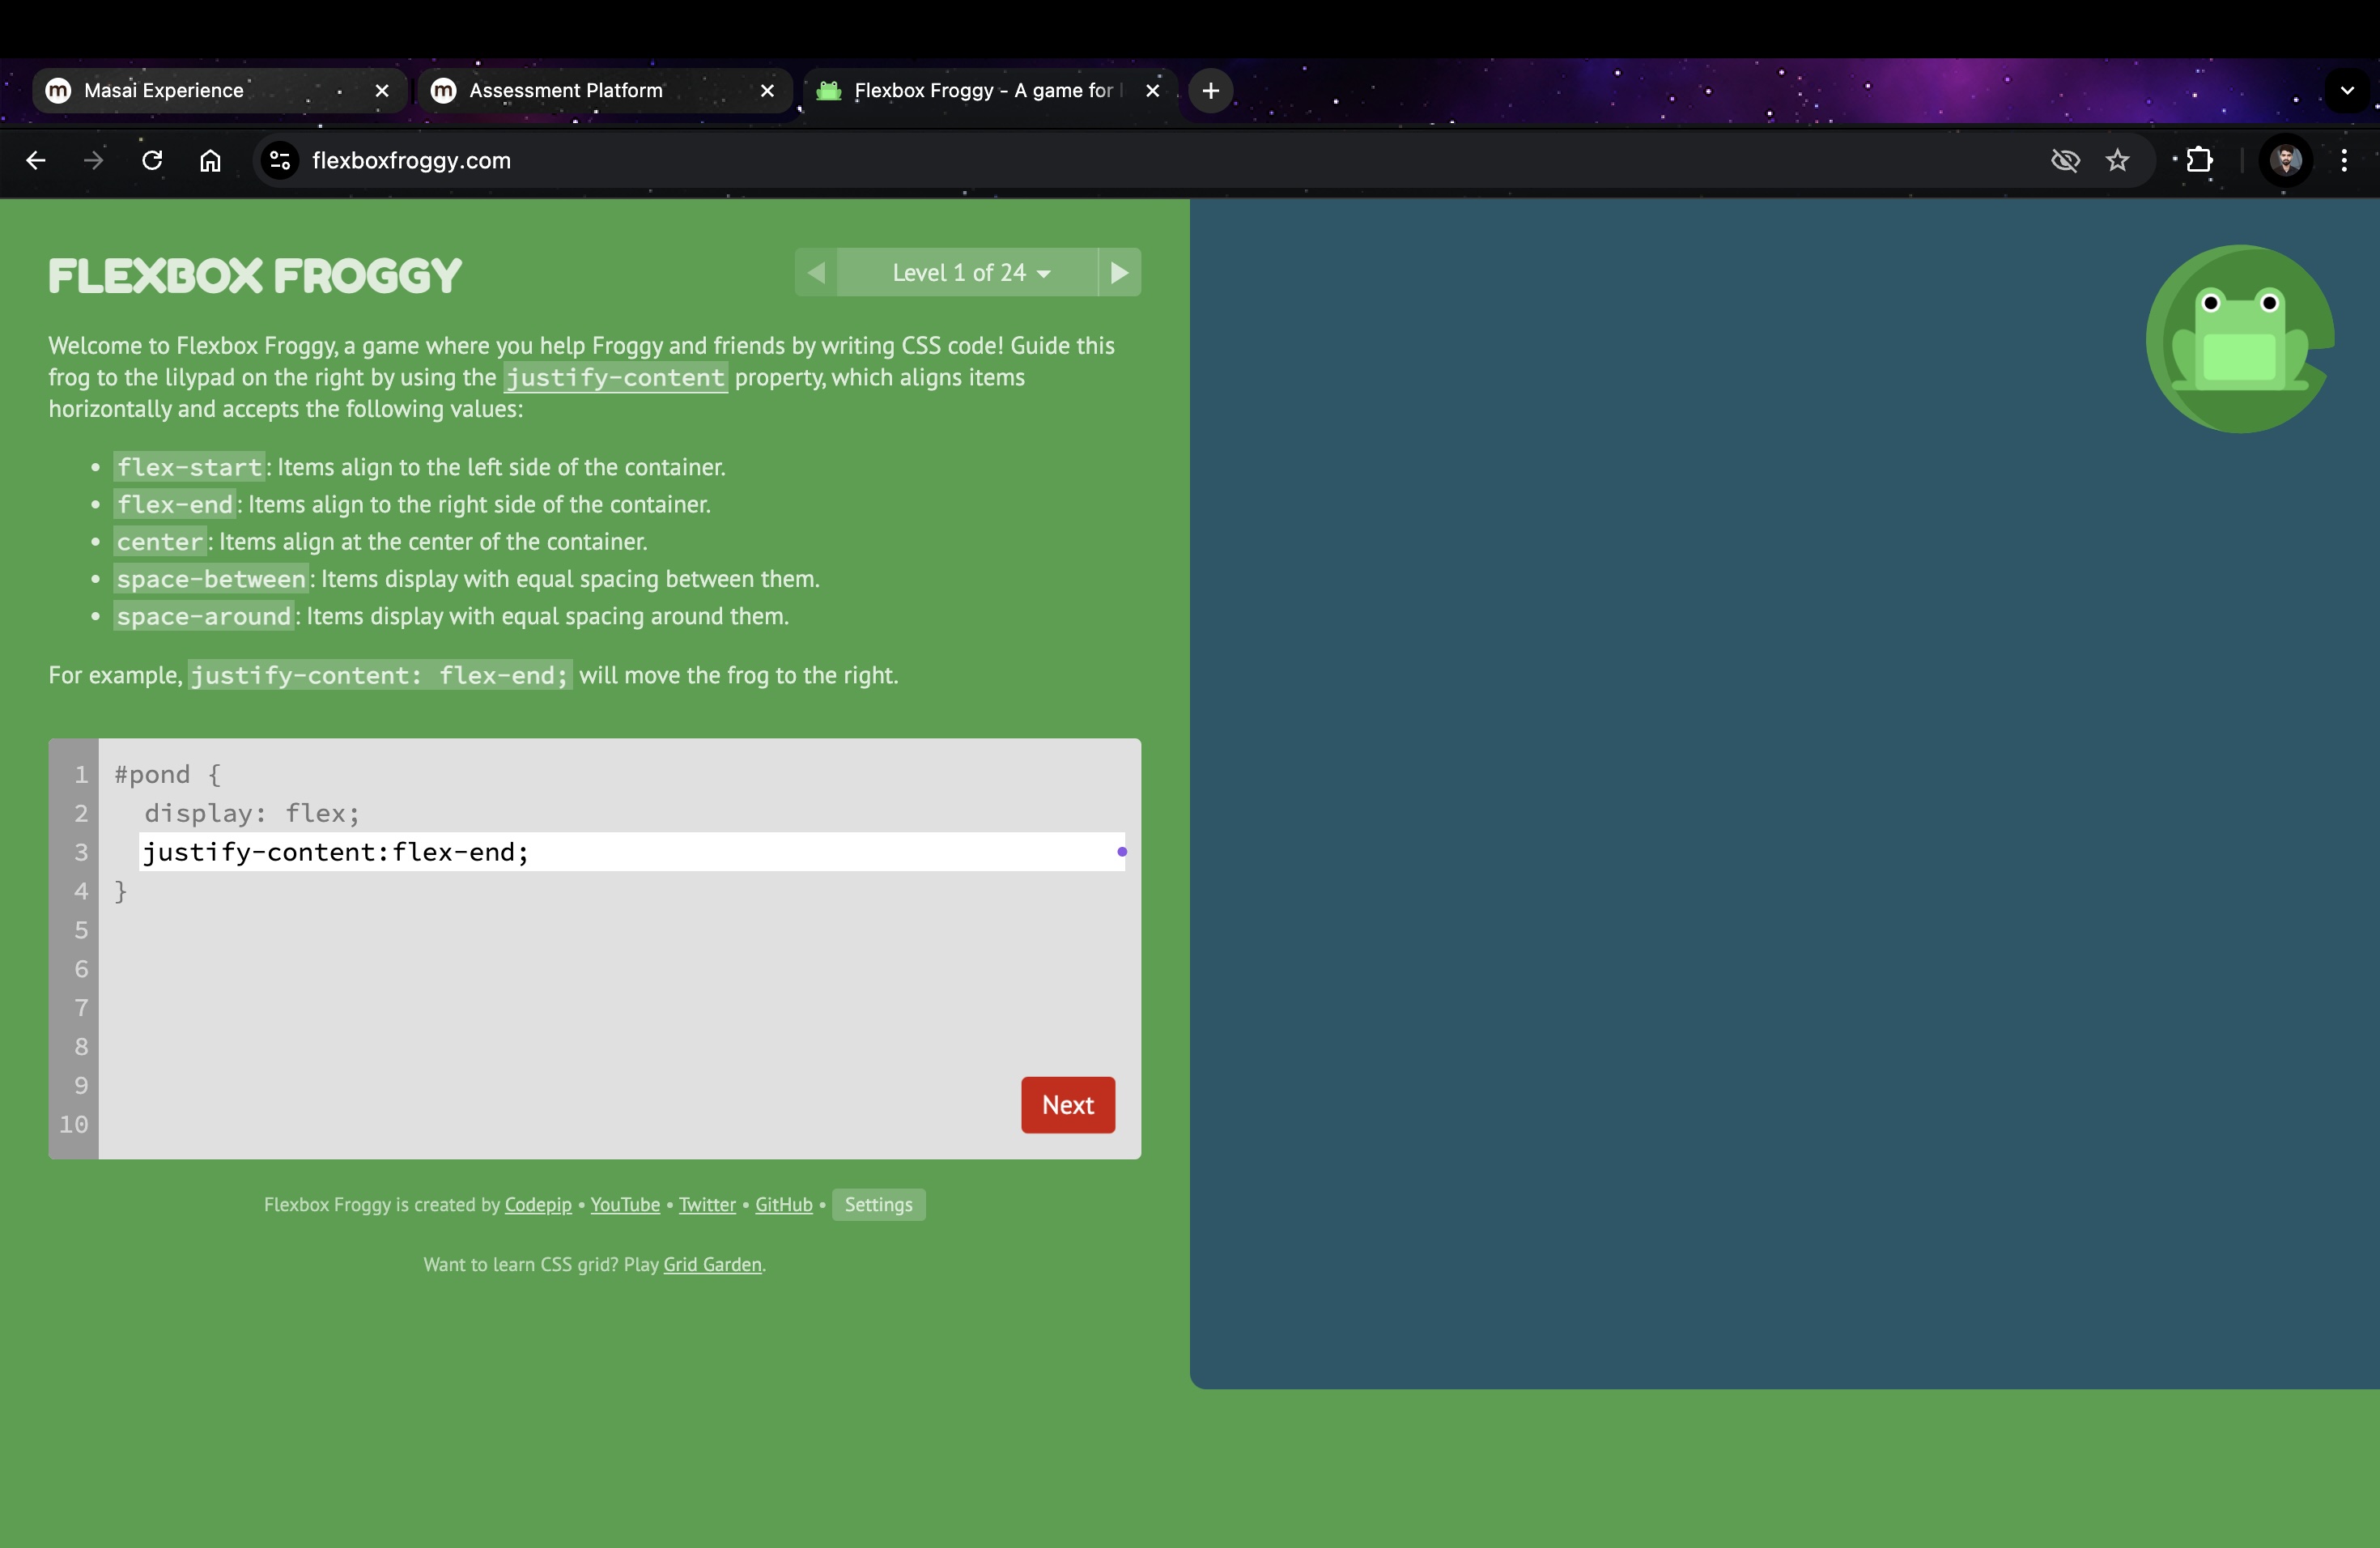 Masai Experience
Assessment Platform
Flexbox Froggy - A game for
flexboxfroggy.com
FLEXBOX FROGGY
Level 1 of 24
Welcome to Flexbox Froggy, a game where you help Froggy and friends by writing CSS code! Guide this
frog to the lilypad on the right by using the justify-content property, which aligns items
horizontally and accepts the following values:
• flex-start: Items align to the left side of the container.
• flex-end: Items align to the right side of the container.
• center: Items align at the center of the container.
• space-between: Items display with equal spacing between them.
• space-around: Items display with equal spacing around them.
For example, justify-content: flex-end; will move the frog to the right.
1 #pond {
2 display: flex;
3 justify-content:flex-end;
4 }
5
6
7
8
9
10
Next
Flexbox Froggy is created by Codepip • YouTube • Twitter • GitHub • Settings
Want to learn CSS grid? Play Grid Garden.